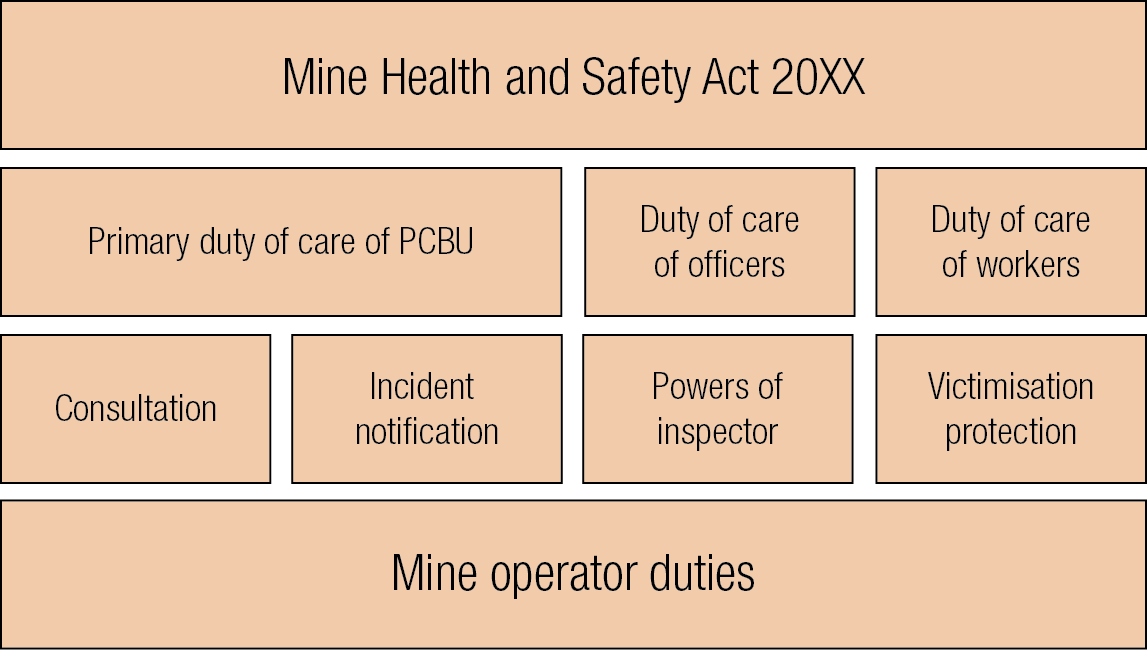 Mine Health and Safety Act 20XX
Primary duty of care of PCBU
Duty of care
of officers
Duty of care
of workers
Consultation
Incident
notification
Powers of
inspector
Victimisation
protection
Mine operator duties